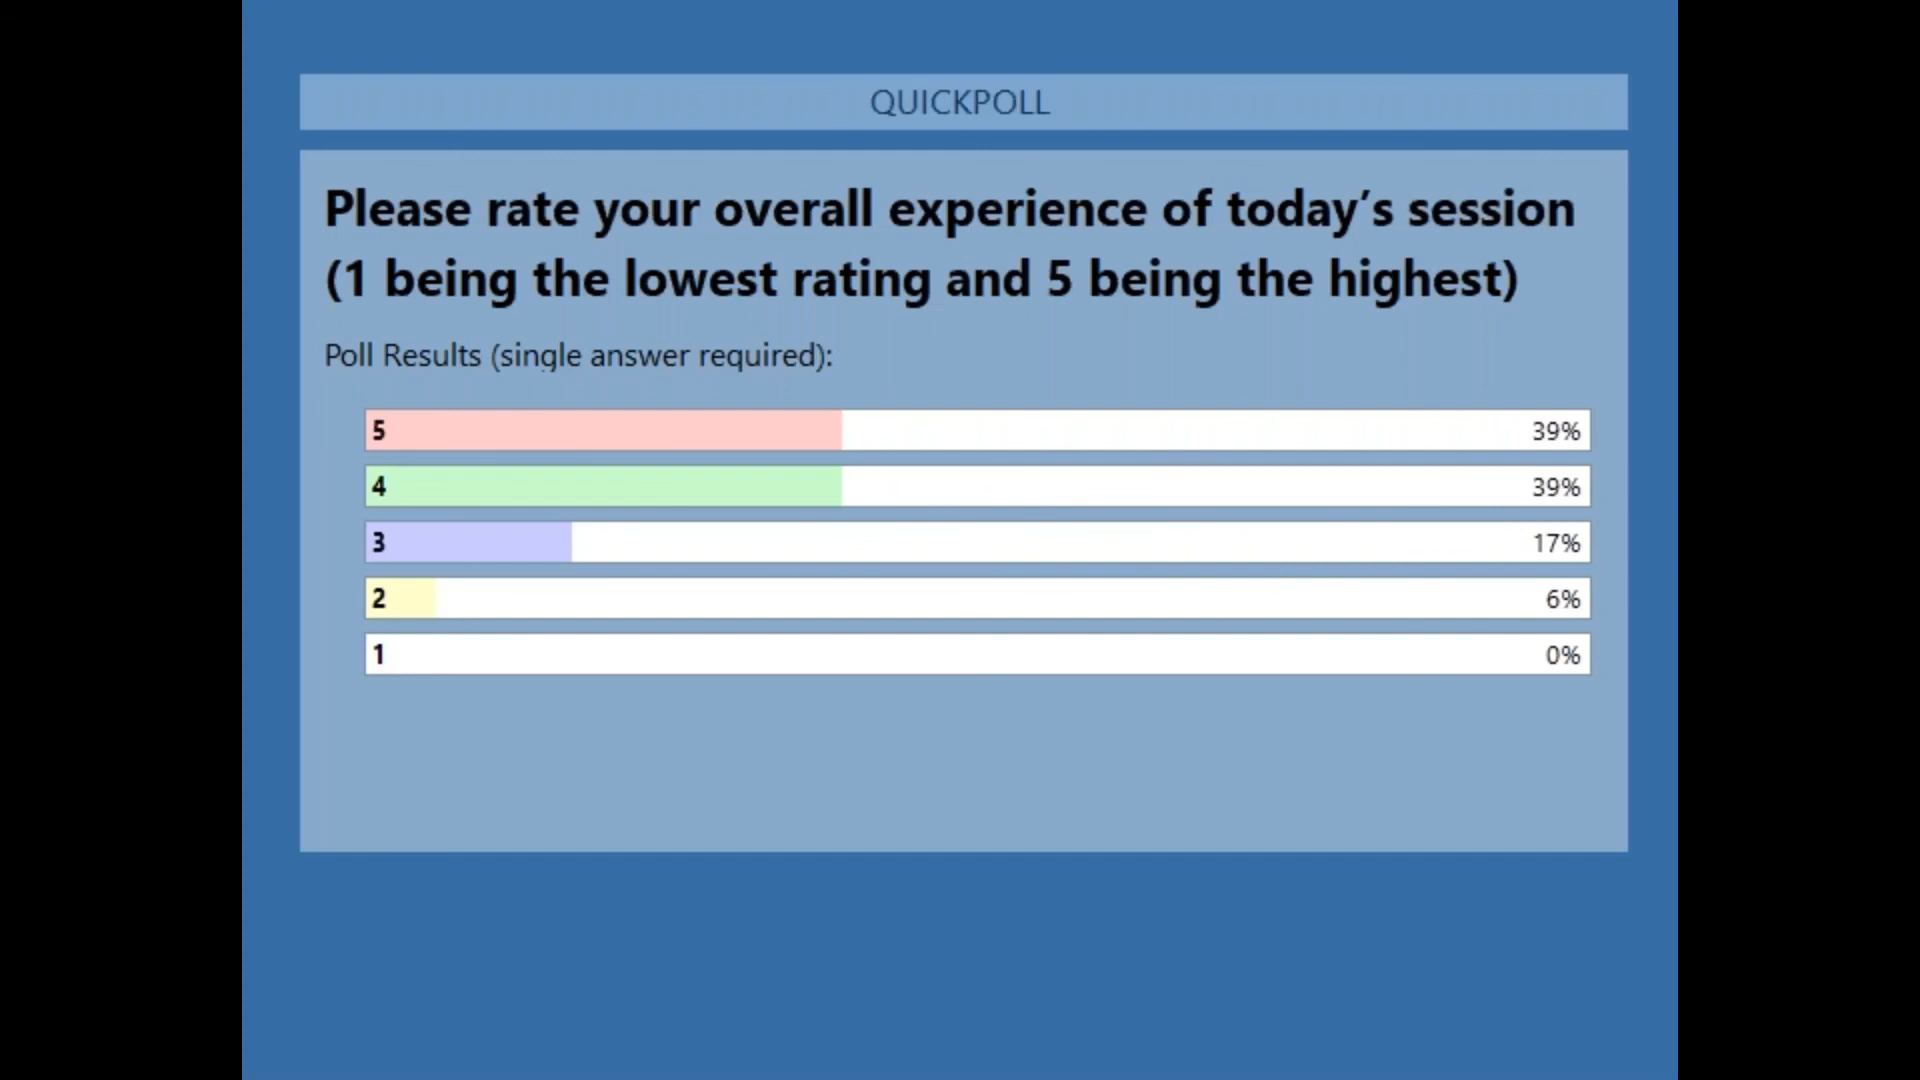 QUICKPOLL
Please rate your overall experience of today’s session
(1 being the lowest rating and 5 being the highest)
Poll Results (single answer required):
5 39%
4 39%
3 17%
2 6%
1 0%